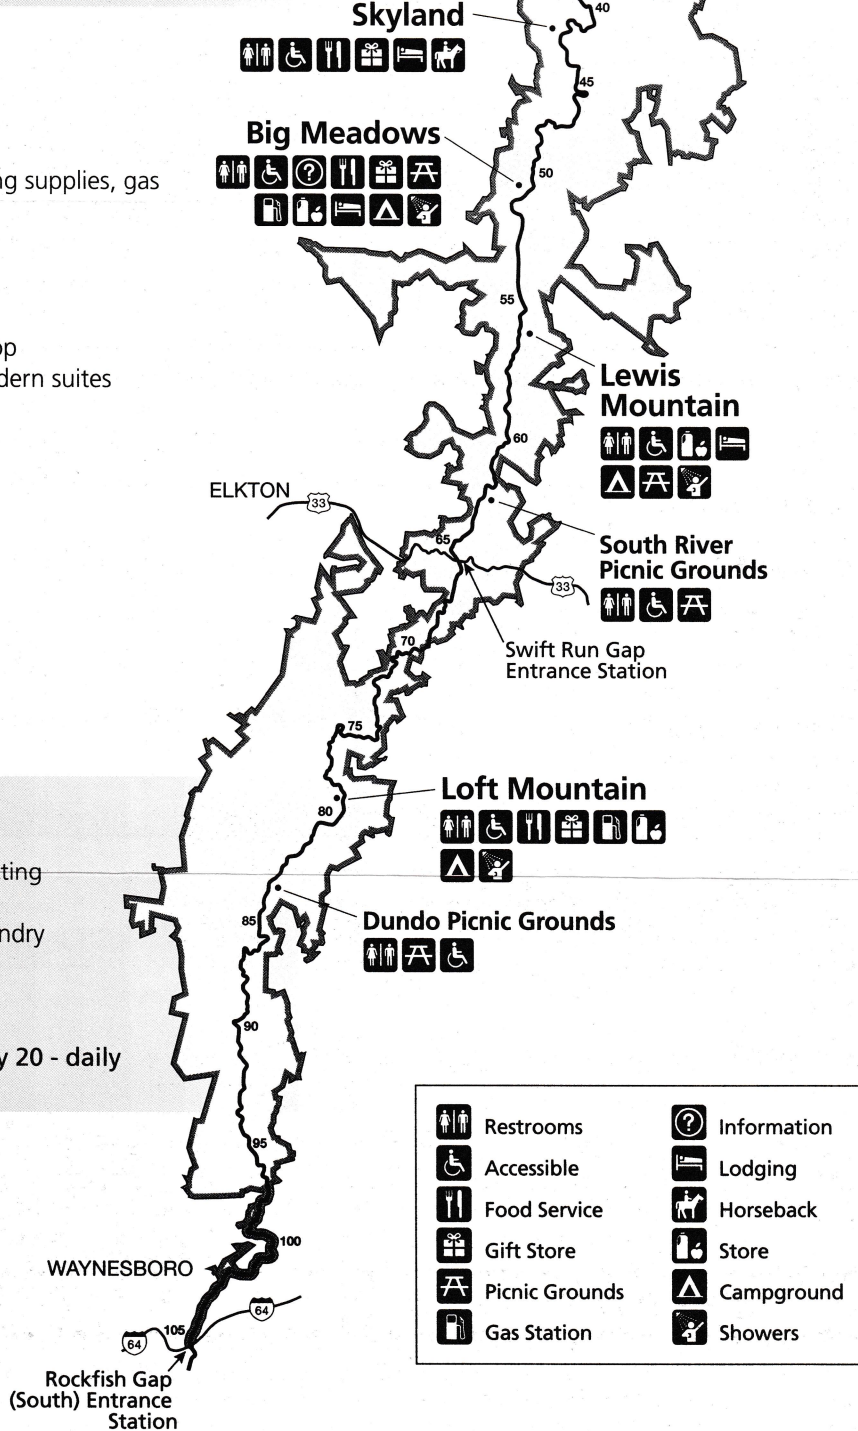 40
Skyland
45
Big Meadows
50
ng supplies, gas
55
op
dern suites
Lewis
Mountain
60
ELKTON
33
65
South River
Picnic Grounds
33
70
Swift Run Gap
Entrance Station
75
Loft Mountain
80
ting
85
Dundo Picnic Grounds
ndry
90
y 20 - daily
95
100
WAYNESBORO
64
105
64
Rockfish Gap
(South) Entrance
Station
Restrooms
Accessible
Food Service
Gift Store
Picnic Grounds
Gas Station
? Information
Lodging
Horseback
Store
Campground
Showers